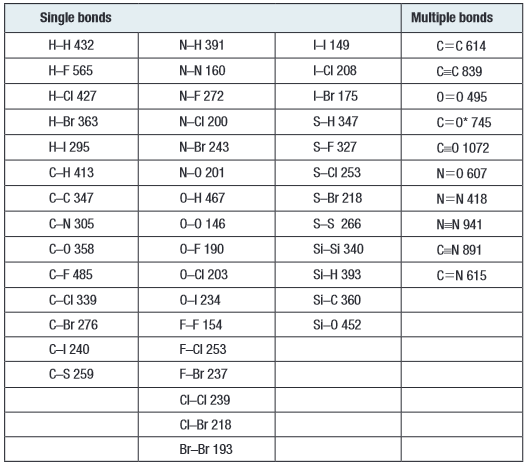 Single bonds Multiple bonds
H–H 432 N–H 391 I–I 149 C=C 614
H–F 565 N–N 160 I–Cl 208 C≡C 839
H–Cl 427 N–F 272 I–Br 175 O=O 495
H–Br 363 N–Cl 200 S–H 347 C=O* 745
H–I 295 N–Br 243 S–F 327 C≡O 1072
C–H 413 N–O 201 S–Cl 253 N=O 607
C–C 347 O–H 467 S–Br 218 N=N 418
C–N 305 O–O 146 S–S 266 N≡N 941
C–O 358 O–F 190 Si–Si 340 C≡N 891
C–F 485 O–Cl 203 Si–H 393 C=N 615
C–Cl 339 O–I 234 Si–C 360
C–Br 276 F–F 154 Si–O 452
C–I 240 F–Cl 253
C–S 259 F–Br 237
Cl–Cl 239
Cl–Br 218
Br–Br 193